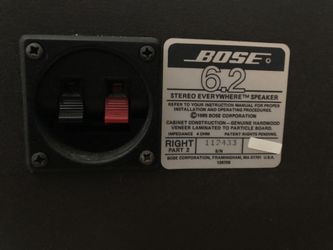 BOSE
6.2
STEREO EVERYWHERE™ SPEAKER
REFER TO YOUR INSTRUCTION MANUAL FOR PROPER
INSTALLATION AND OPERATING PROCEDURES.
©1985 BOSE CORPORATION
CABINET CONSTRUCTION - GENUINE HARDWOOD
VENEER LAMINATED TO PARTICLE BOARD.
IMPEDANCE 4 OHM PATENT RIGHTS PENDING.
RIGHT 112433
PART 2 S/N
BOSE CORPORATION, FRAMINGHAM, MA 01701 U.S.A.